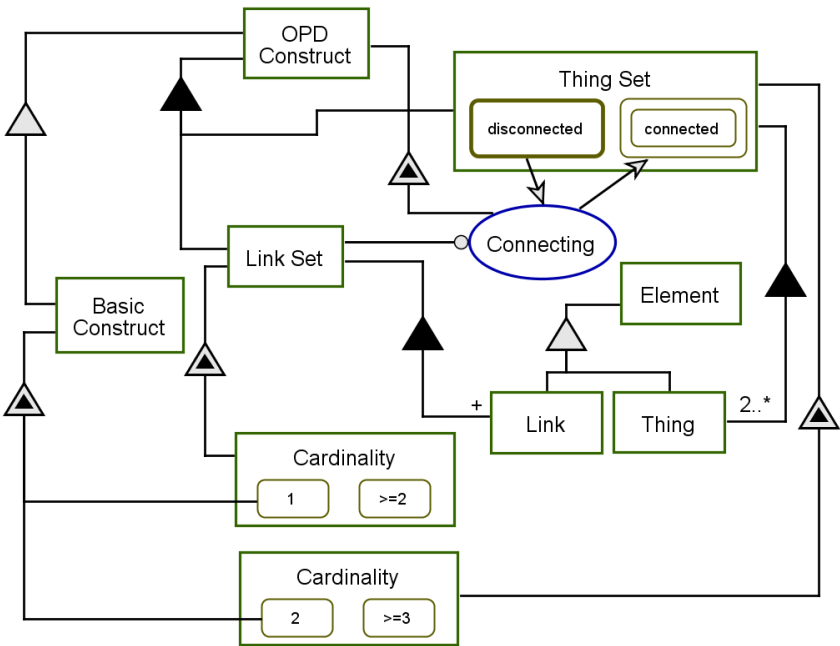 OPD
Construct
Thing Set
disconnected
connected
Connecting
Link Set
Element
Basic
Construct
+
2..*
Link
Thing
Cardinality
1
>=2
Cardinality
2
>=3